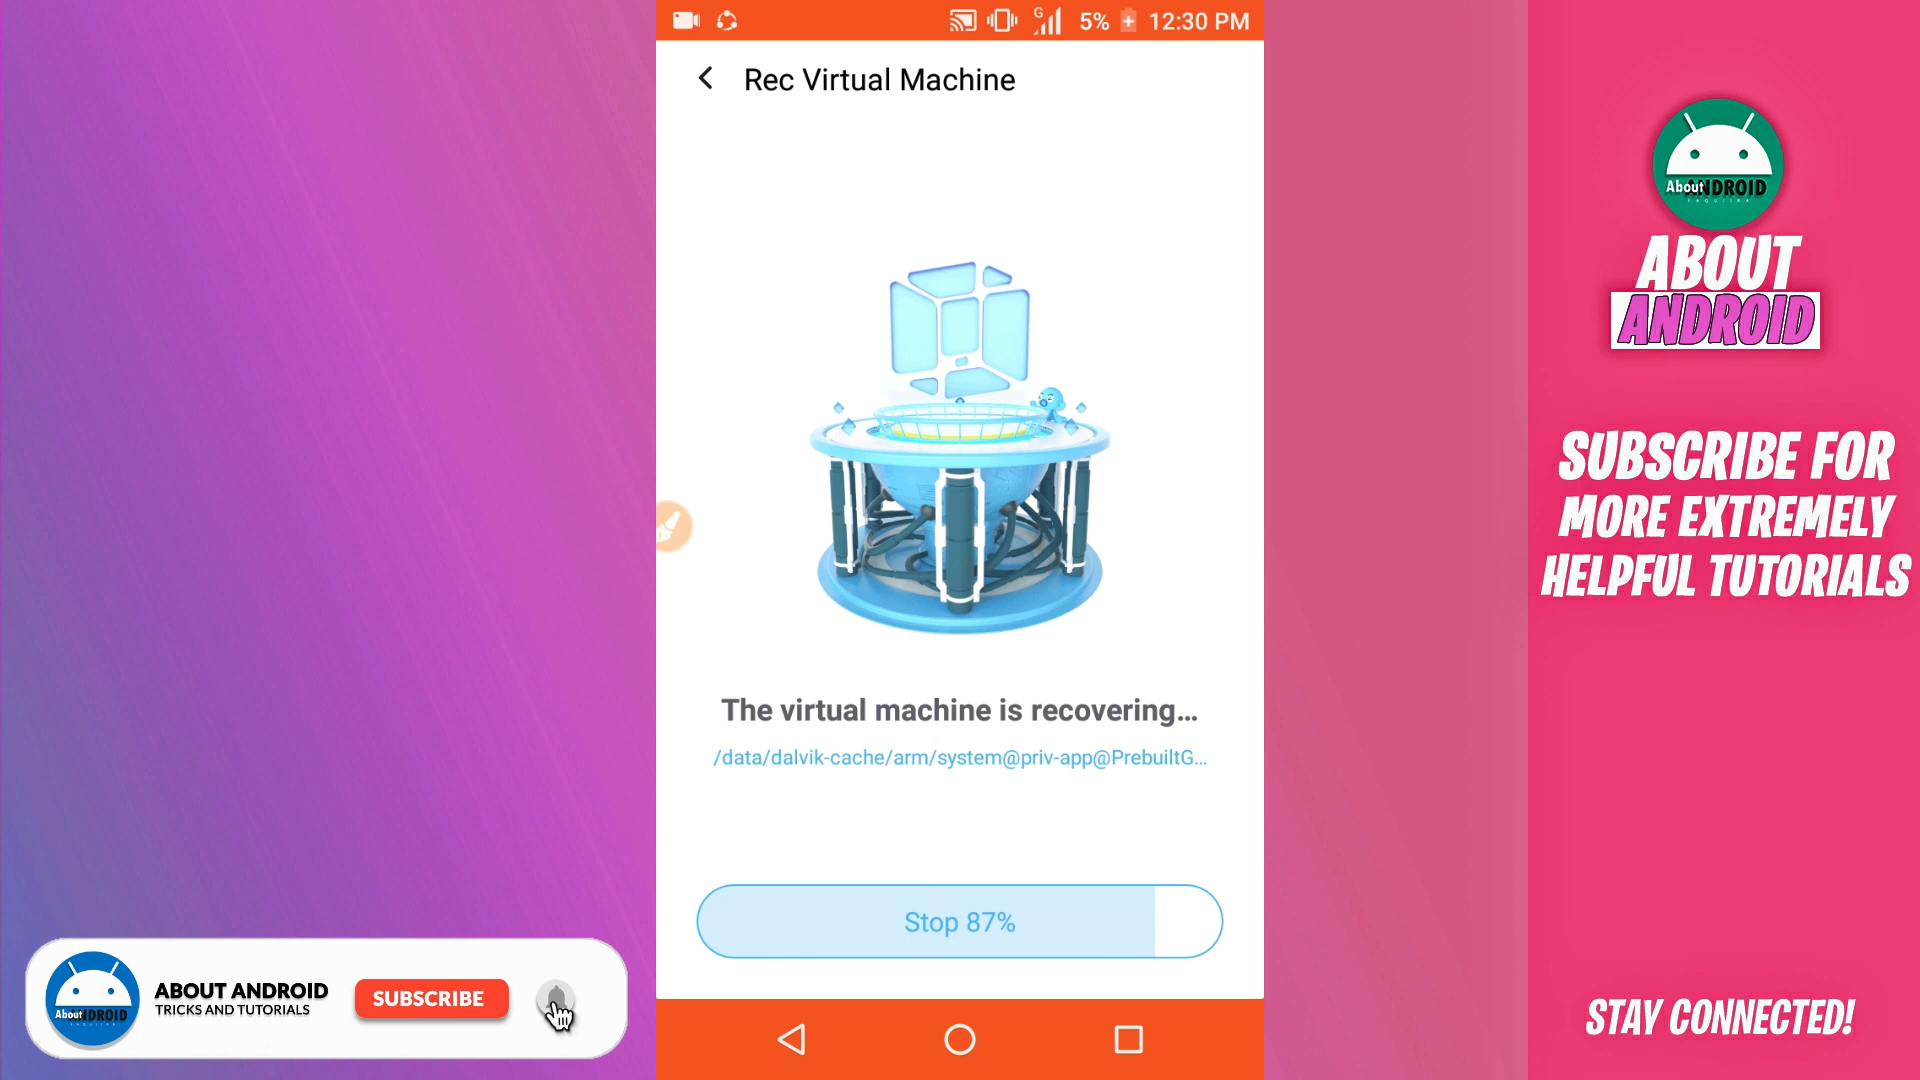 G
5%
12:30 PM
Rec Virtual Machine
The virtual machine is recovering...
/data/dalvik-cache/arm/system@priv-app@PrebuiltG...
Stop 87%
About ANDROID
ABOUT
ANDROID
SUBSCRIBE FOR
MORE EXTREMELY
HELPFUL TUTORIALS
STAY CONNECTED!
About ANDROID
ABOUT ANDROID
TRICKS AND TUTORIALS
SUBSCRIBE